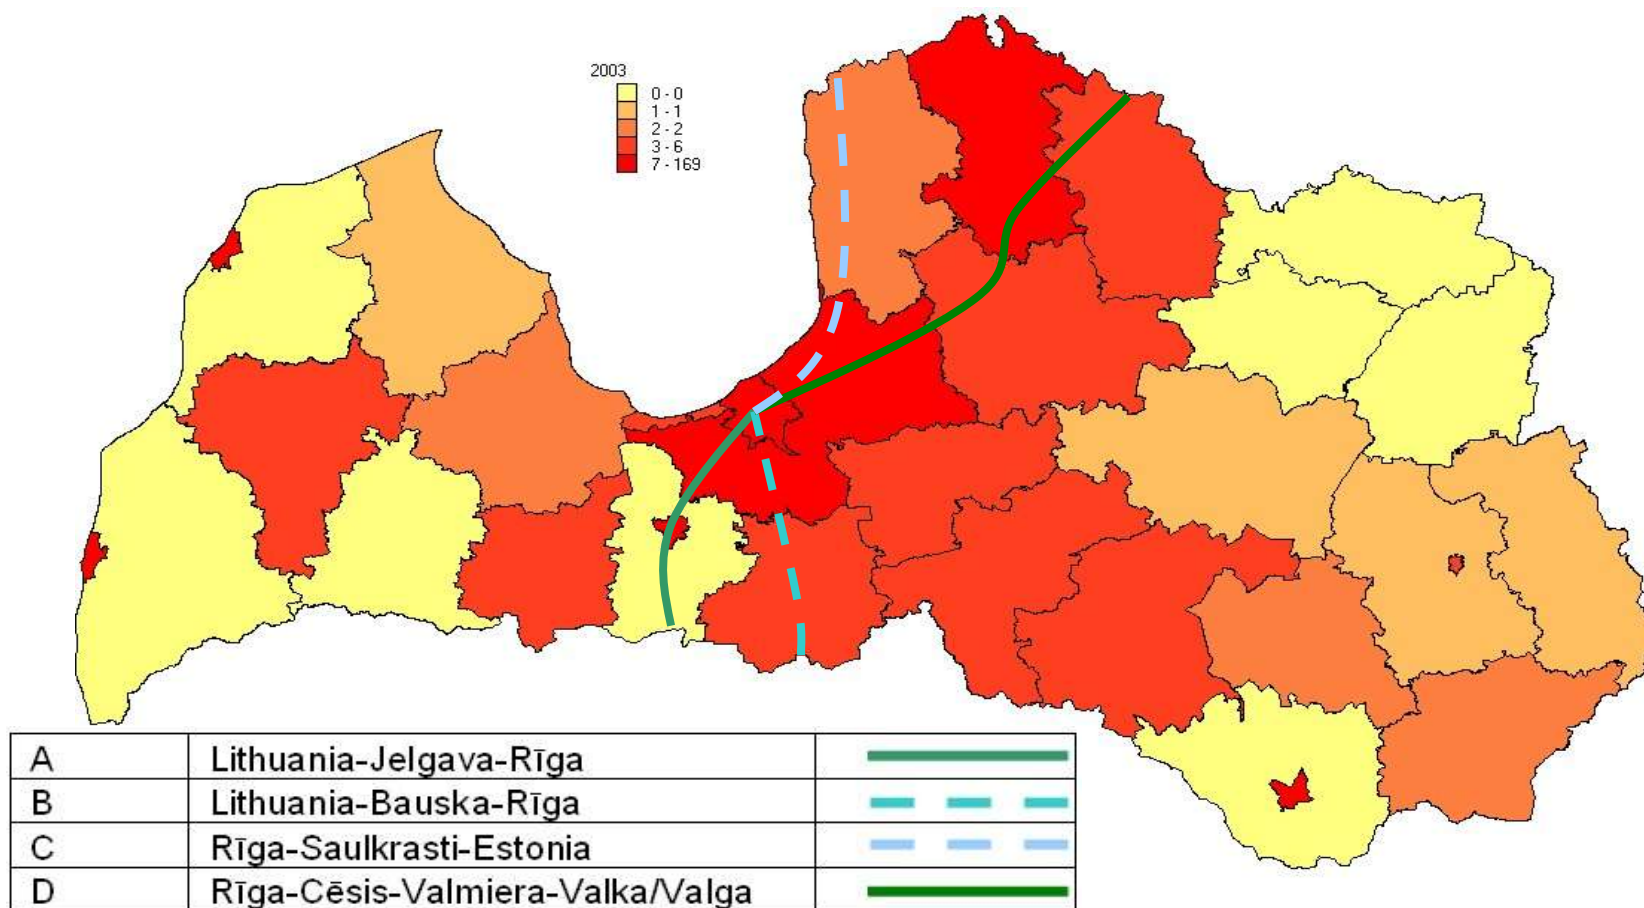 2003
0 - 0
1 - 1
2 - 2
3 - 6
7 - 169
A Lithuania-Jelgava-Rīga
B Lithuania-Bauska-Rīga
C Rīga-Saulkrasti-Estonia
D Rīga-Cēsis-Valmiera-Valka/Valga